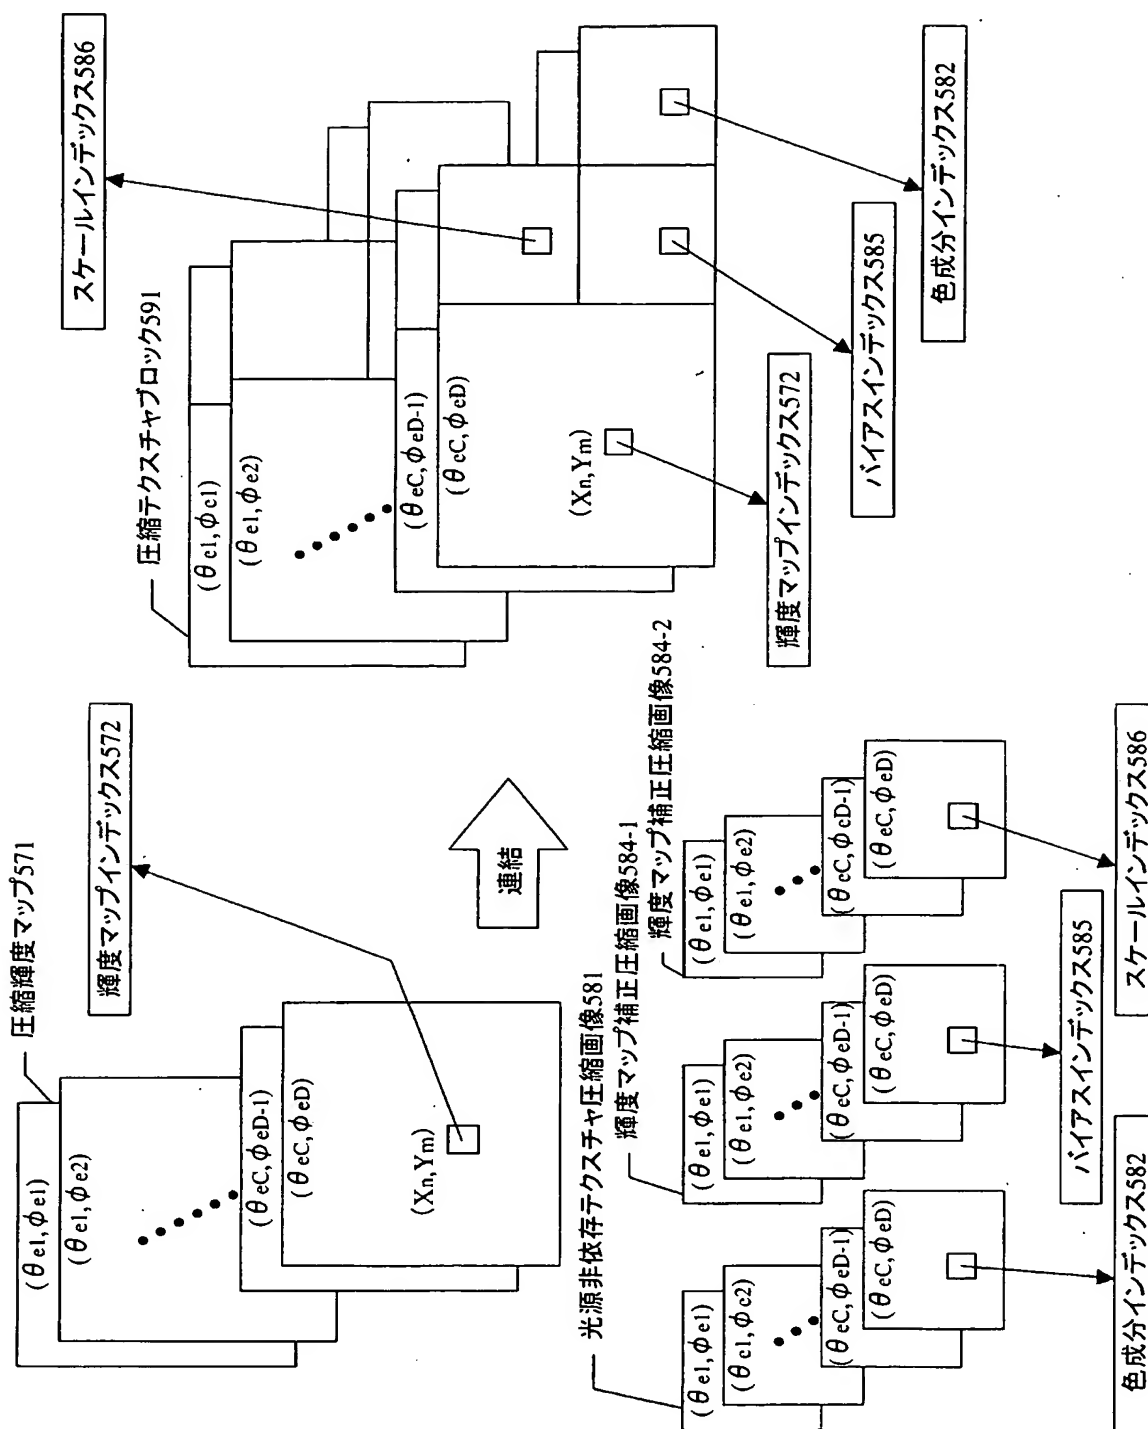 圧縮輝度マップ571
(θe1,φe1)
(θe1,φe2)
(θeC,φeD-1)
(θeC,φeD)
(Xn,Ym)
輝度マップインデックス572
光源非依存テクスチャ圧縮画像581
輝度マップ補正圧縮画像584-1
輝度マップ補正圧縮画像584-2
(θe1,φe1)
(θe1,φe2)
(θeC,φeD-1)
(θeC,φeD)
色成分インデックス582
(θe1,φe1)
(θe1,φe2)
(θeC,φeD-1)
(θeC,φeD)
バイアスインデックス585
(θe1,φe1)
(θe1,φe2)
(θeC,φeD-1)
(θeC,φeD)
スケールインデックス586
連結
圧縮テクスチャブロック591
(θe1,φe1)
(θe1,φe2)
(θeC,φeD-1)
(θeC,φeD)
(Xn,Ym)
スケールインデックス586
輝度マップインデックス572
バイアスインデックス585
色成分インデックス582